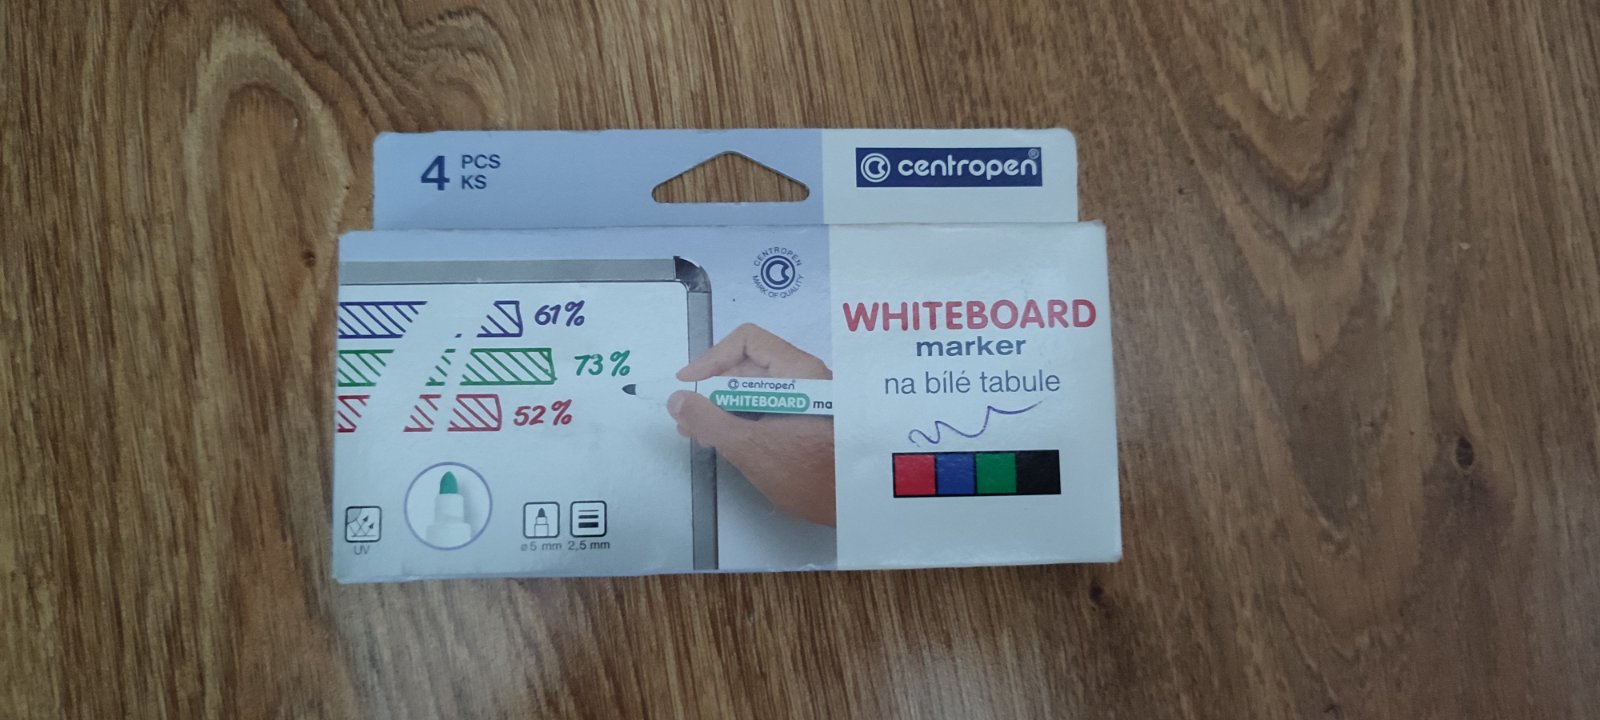 4 PCS
KS
centropen®
CENTROPEN
MARK OF QUALITY
61%
73%
52%
centropen®
WHITEBOARD ma
WHITEBOARD
marker
na bílé tabule
UV
ø5 mm 2,5 mm